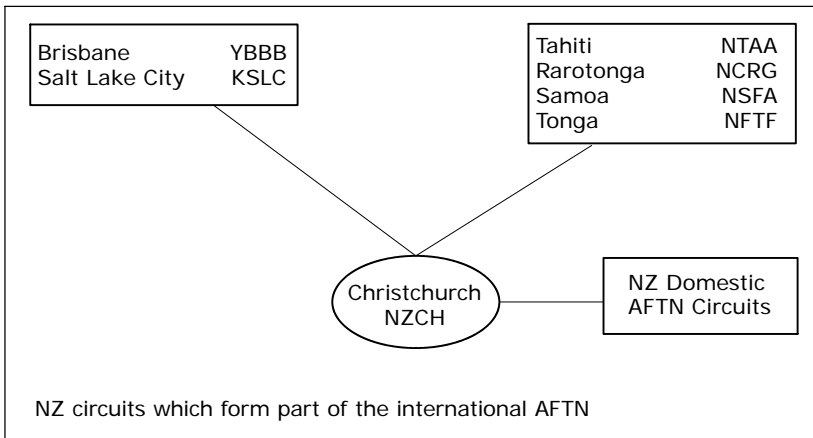 Brisbane YBBB
Salt Lake City KSLC
Tahiti NTAA
Rarotonga NCRG
Samoa NSFA
Tonga NFTF
Christchurch
NZCH
NZ Domestic
AFTN Circuits
NZ circuits which form part of the international AFTN